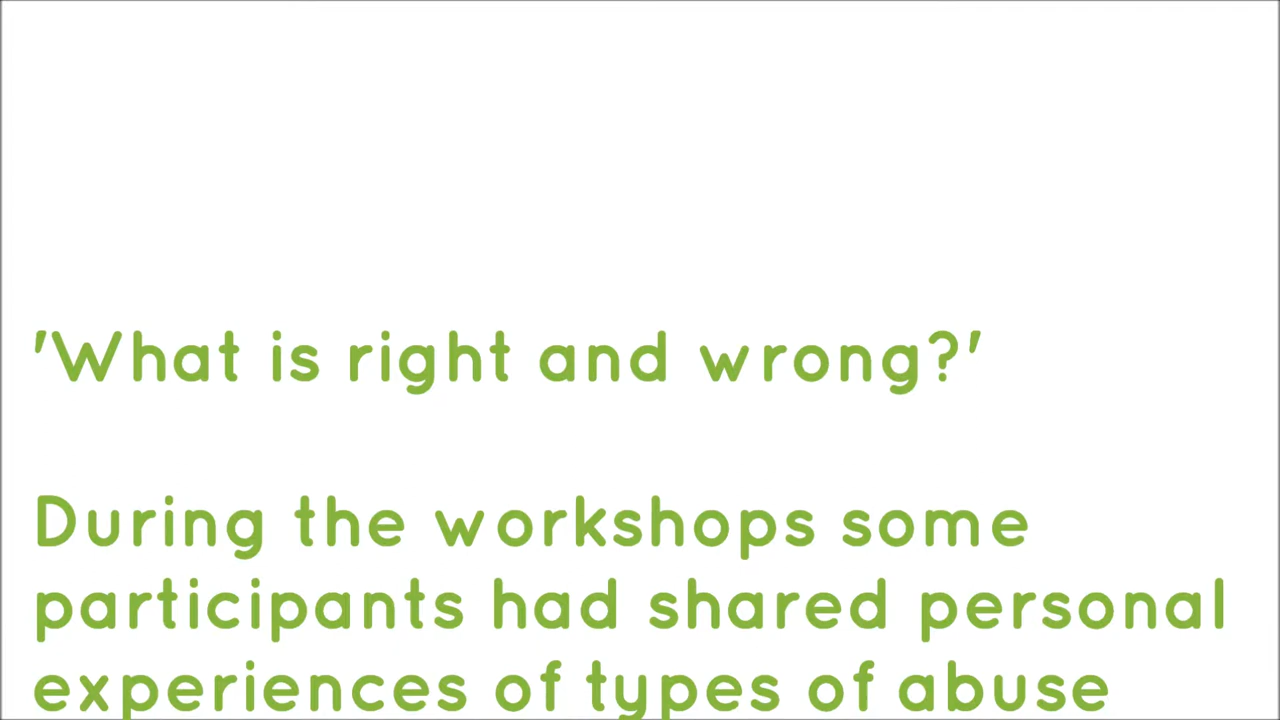 'What is right and wrong?'
During the workshops some
participants had shared personal
experiences of types of abuse